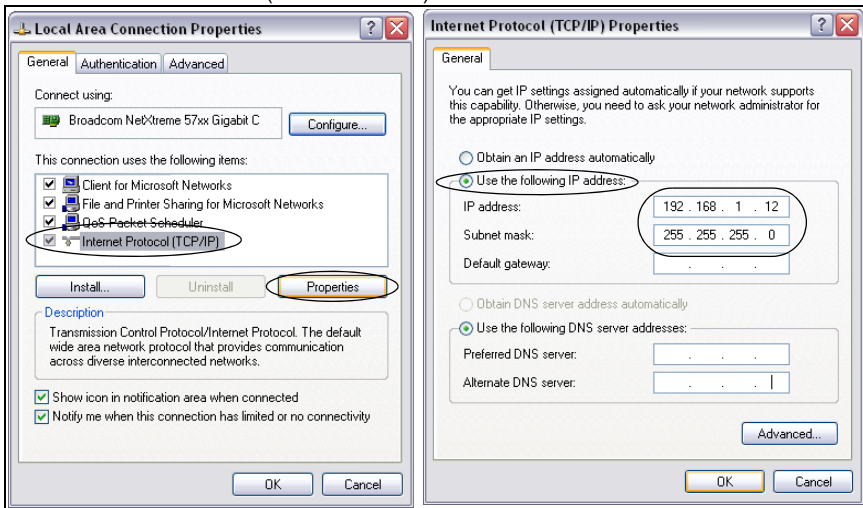 Local Area Connection Properties
General Authentication Advanced
Connect using:
Broadcom NetXtreme 57xx Gigabit C
Configure...
This connection uses the following items:
Client for Microsoft Networks
File and Printer Sharing for Microsoft Networks
QoS Packet Scheduler
Internet Protocol (TCP/IP)
Install... Uninstall Properties
Description
Transmission Control Protocol/Internet Protocol. The default
wide area network protocol that provides communication
across diverse interconnected networks.
Show icon in notification area when connected
Notify me when this connection has limited or no connectivity
OK Cancel
Internet Protocol (TCP/IP) Properties
General
You can get IP settings assigned automatically if your network supports
this capability. Otherwise, you need to ask your network administrator for
the appropriate IP settings.
Obtain an IP address automatically
Use the following IP address:
IP address: 192 . 168 . 1 . 12
Subnet mask: 255 . 255 . 255 . 0
Default gateway: . . .
Obtain DNS server address automatically
Use the following DNS server addresses:
Preferred DNS server: . . .
Alternate DNS server: . . .
Advanced...
OK Cancel